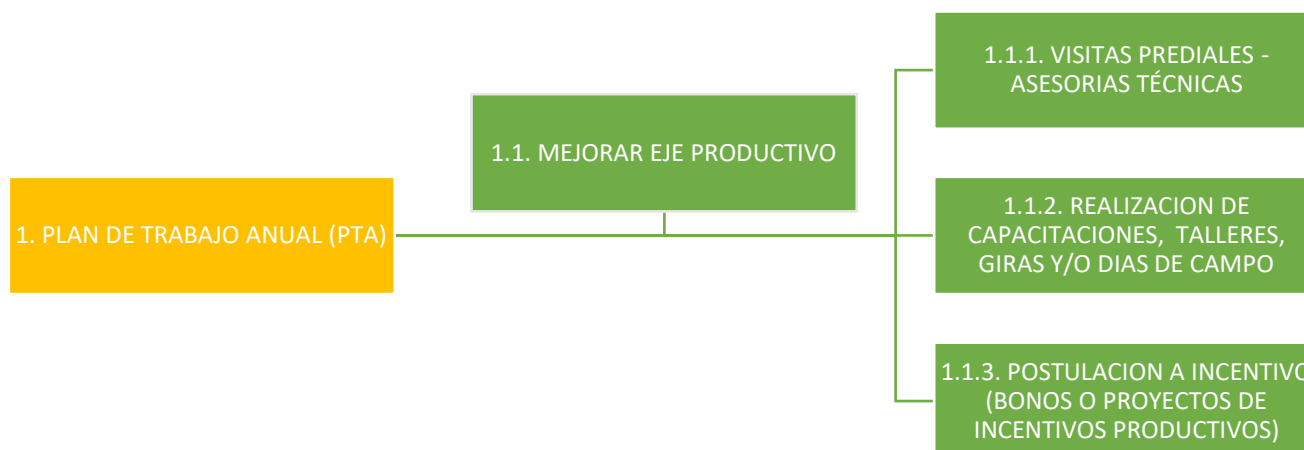 1. PLAN DE TRABAJO ANUAL (PTA)
1.1. MEJORAR EJE PRODUCTIVO
1.1.1. VISITAS PREDIALES -
ASESORIAS TÉCNICAS
1.1.2. REALIZACION DE
CAPACITACIONES, TALLERES,
GIRAS Y/O DIAS DE CAMPO
1.1.3. POSTULACION A INCENTIVO
(BONOS O PROYECTOS DE
INCENTIVOS PRODUCTIVOS)